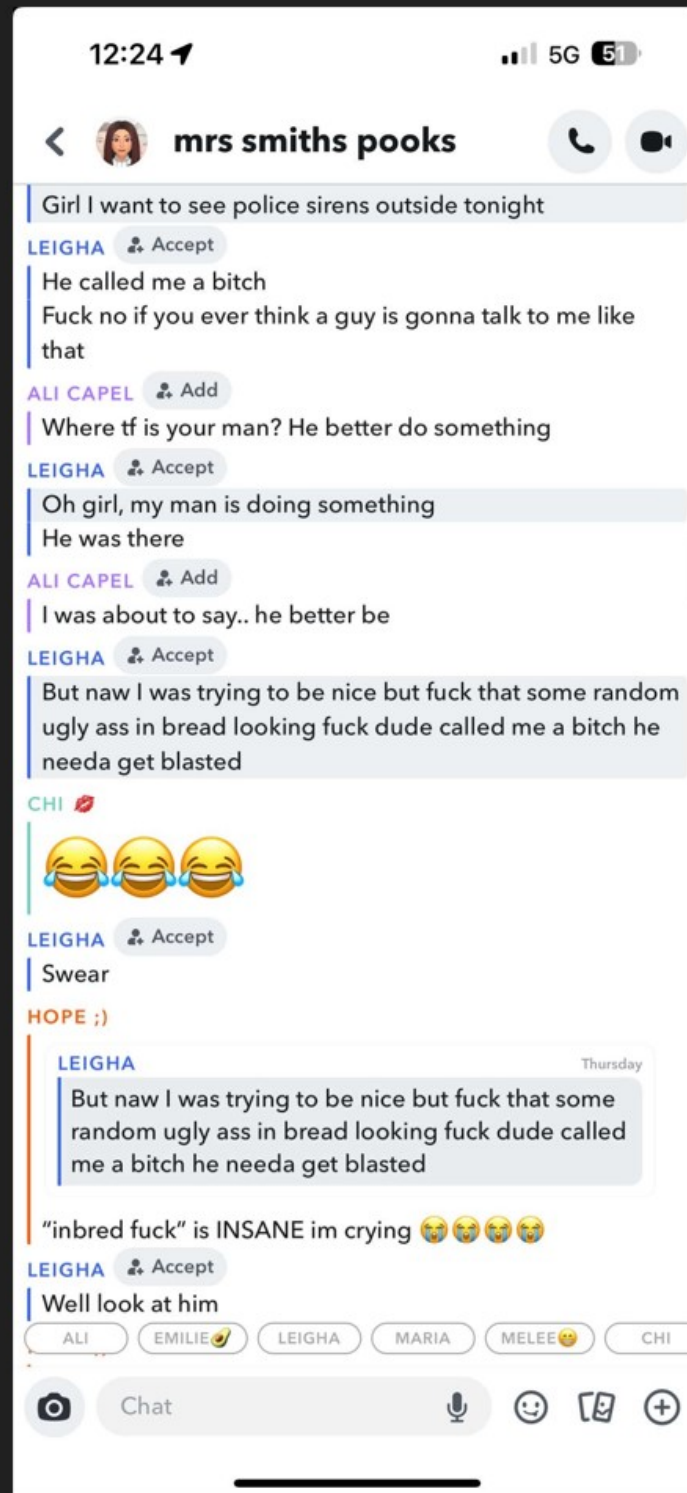 12:24
5G 51
mrs smiths pooks
Girl I want to see police sirens outside tonight
LEIGHA Accept
He called me a bitch
Fuck no if you ever think a guy is gonna talk to me like
that
ALI CAPEL Add
Where tf is your man? He better do something
LEIGHA Accept
Oh girl, my man is doing something
He was there
ALI CAPEL Add
I was about to say.. he better be
LEIGHA Accept
But naw I was trying to be nice but fuck that some random
ugly ass in bread looking fuck dude called me a bitch he
needa get blasted
CHI 💋
😂😂😂
LEIGHA Accept
Swear
HOPE ;)
LEIGHA Thursday
But naw I was trying to be nice but fuck that some
random ugly ass in bread looking fuck dude called
me a bitch he needa get blasted
“inbred fuck” is INSANE im crying 😭😭😭😭
LEIGHA Accept
Well look at him
ALI EMILIE🥑 LEIGHA MARIA MELEE😁 CHI
Chat